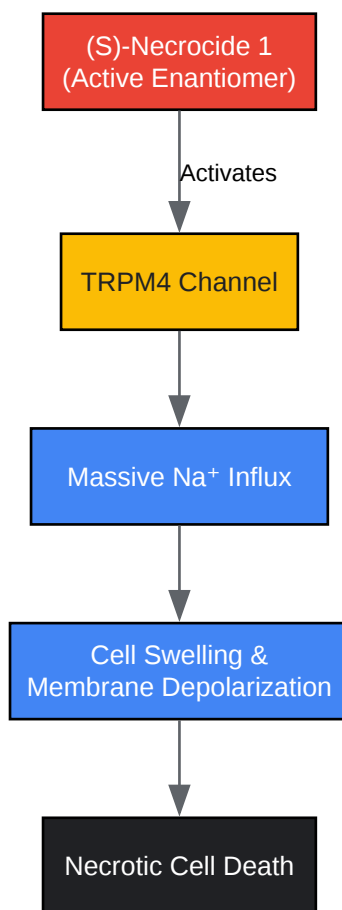 (S)-Necrocide 1
(Active Enantiomer)
Activates
TRPM4 Channel
Massive Na⁺ Influx
Cell Swelling &
Membrane Depolarization
Necrotic Cell Death